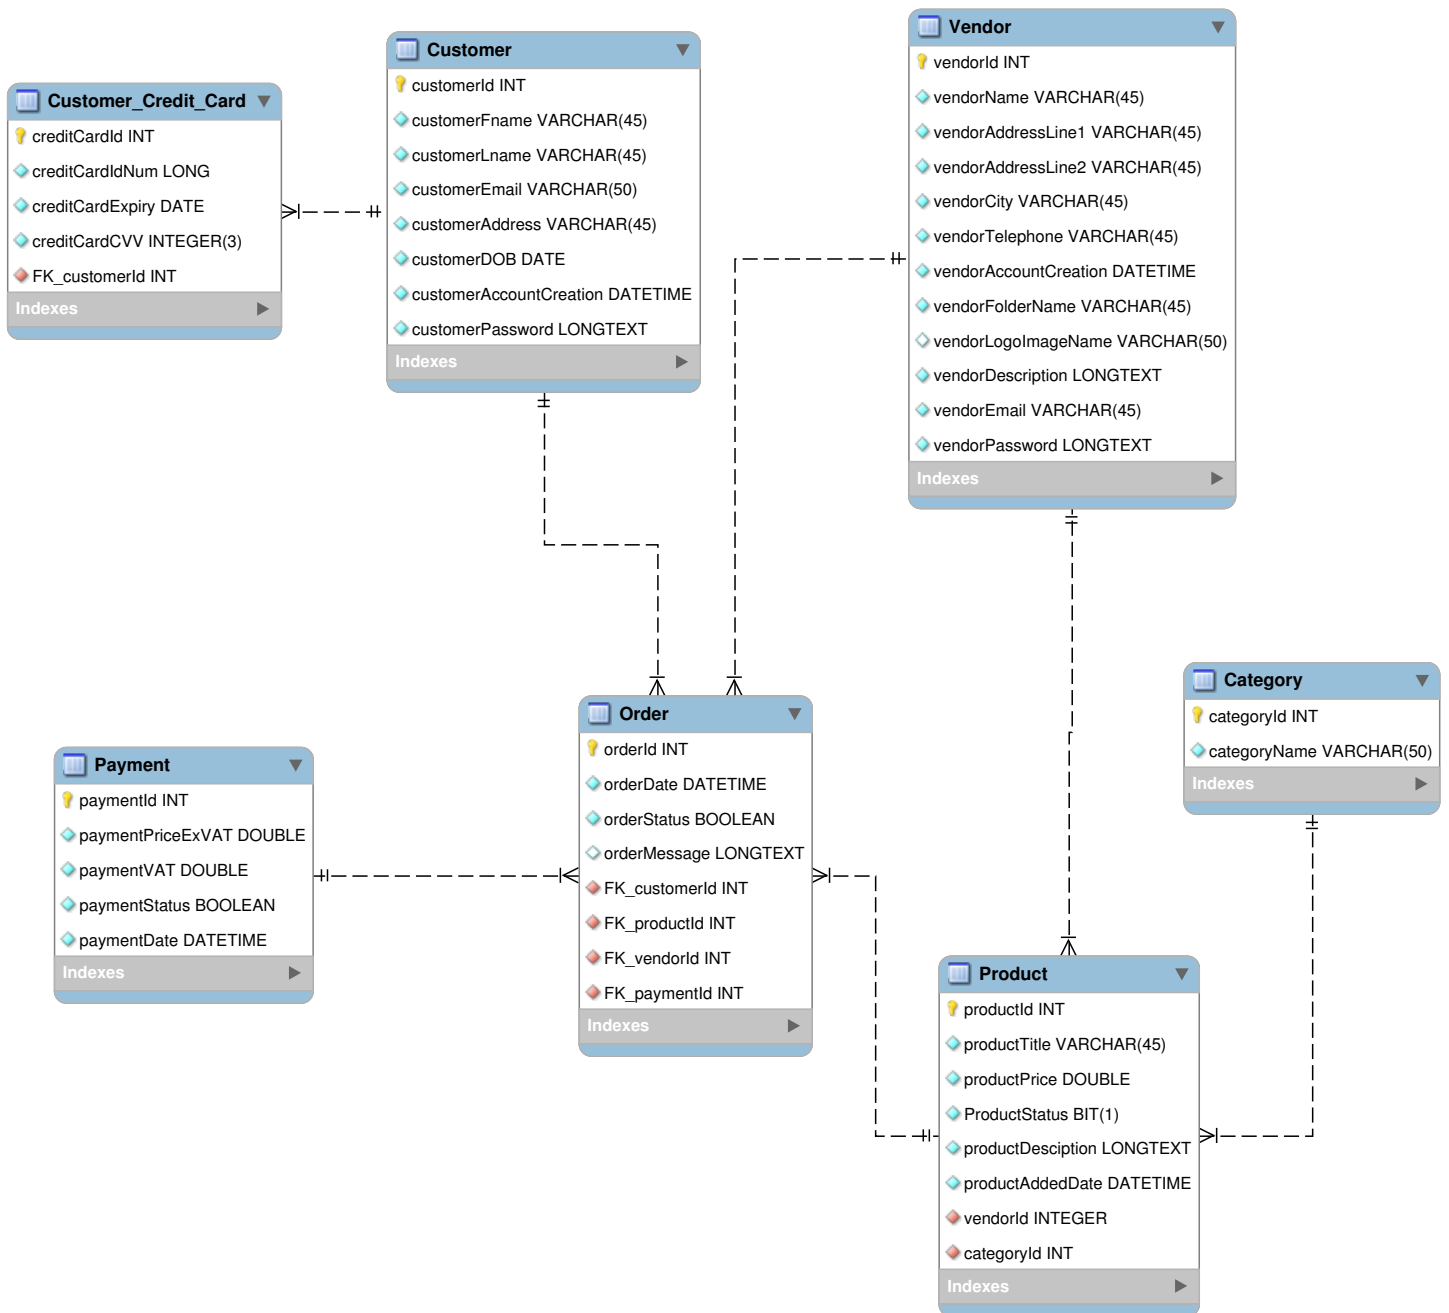 Customer_Credit_Card
creditCardId INT
creditCardIdNum LONG
creditCardExpiry DATE
creditCardCVV INTEGER(3)
FK_customerId INT
Indexes
Customer
customerId INT
customerFname VARCHAR(45)
customerLname VARCHAR(45)
customerEmail VARCHAR(50)
customerAddress VARCHAR(45)
customerDOB DATE
customerAccountCreation DATETIME
customerPassword LONGTEXT
Indexes
Vendor
vendorId INT
vendorName VARCHAR(45)
vendorAddressLine1 VARCHAR(45)
vendorAddressLine2 VARCHAR(45)
vendorCity VARCHAR(45)
vendorTelephone VARCHAR(45)
vendorAccountCreation DATETIME
vendorFolderName VARCHAR(45)
vendorLogoImageName VARCHAR(50)
vendorDescription LONGTEXT
vendorEmail VARCHAR(45)
vendorPassword LONGTEXT
Indexes
Payment
paymentId INT
paymentPriceExVAT DOUBLE
paymentVAT DOUBLE
paymentStatus BOOLEAN
paymentDate DATETIME
Indexes
Order
orderId INT
orderDate DATETIME
orderStatus BOOLEAN
orderMessage LONGTEXT
FK_customerId INT
FK_productId INT
FK_vendorId INT
FK_paymentId INT
Indexes
Category
categoryId INT
categoryName VARCHAR(50)
Indexes
Product
productId INT
productTitle VARCHAR(45)
productPrice DOUBLE
ProductStatus BIT(1)
productDesciption LONGTEXT
productAddedDate DATETIME
vendorId INTEGER
categoryId INT
Indexes